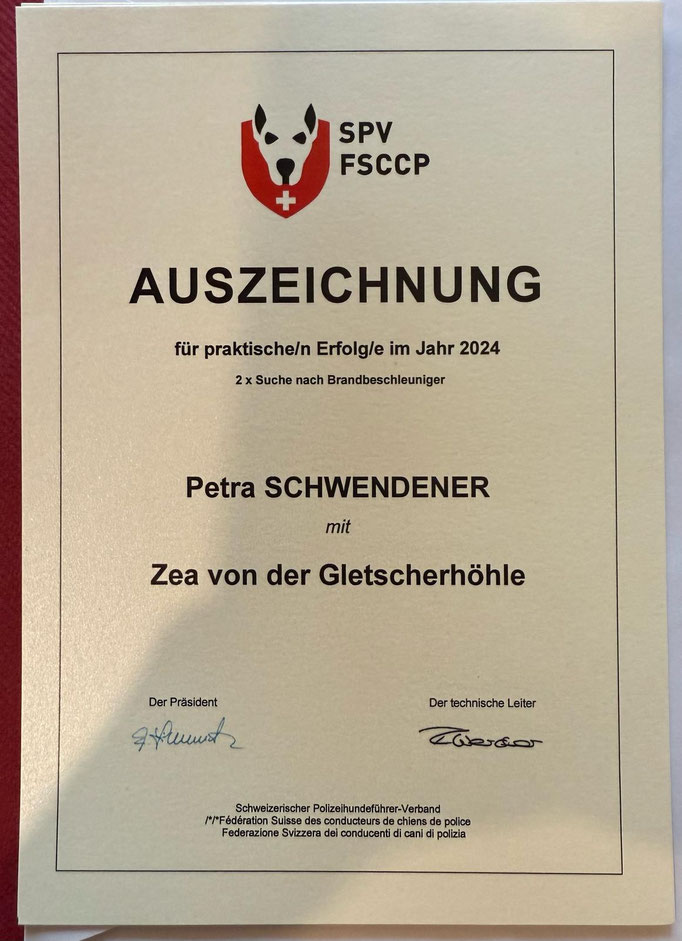 SPV
FSCCP
AUSZEICHNUNG
für praktische/n Erfolg/e im Jahr 2024
2 x Suche nach Brandbeschleuniger
Petra SCHWENDENER
mit
Zea von der Gletscherhöhle
Der Präsident
Der technische Leiter
Schweizerischer Polizeihundeführer-Verband
/*/*Fédération Suisse des conducteurs de chiens de police
Federazione Svizzera dei conducenti di cani di polizia